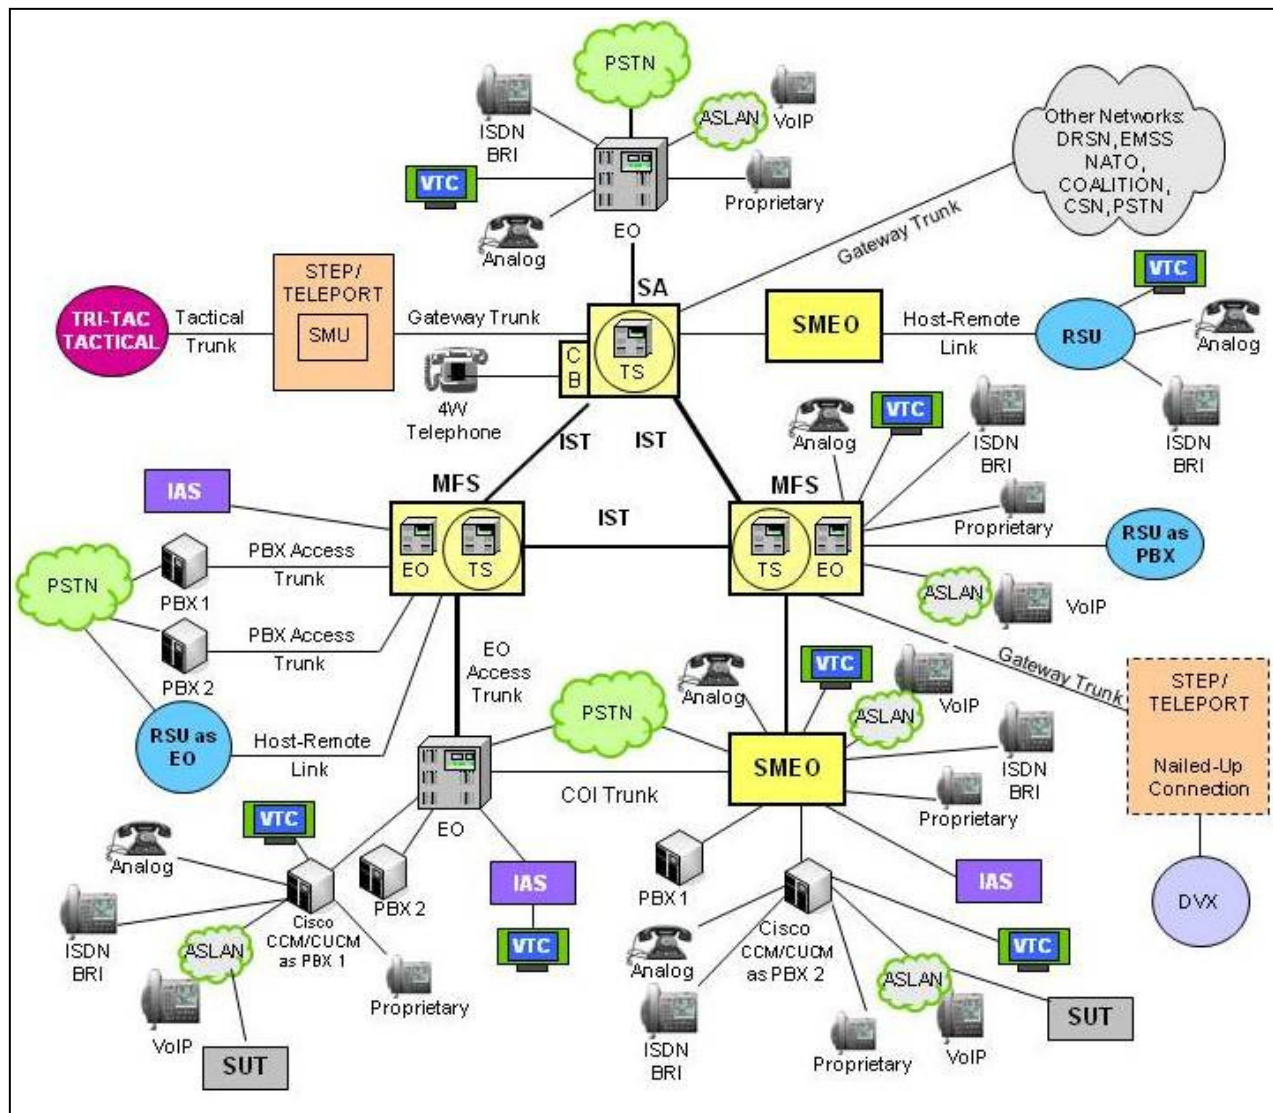 PSTN
ISDN
BRI
ASLAN
VoIP
VTC
Proprietary
Analog
EO
Other Networks:
DRSN, EMSS
NATO,
COALITION,
CSN, PSTN
Gateway Trunk
SA
STEP/
TELEPORT
SMU
TRI-TAC
TACTICAL
Tactical
Trunk
Gateway Trunk
C
B
TS
SMEO
Host-Remote
Link
RSU
VTC
Analog
ISDN
BRI
4W
Telephone
IST
IST
Analog
VTC
ISDN
BRI
IAS
MFS
IST
MFS
Proprietary
EO
TS
TS
EO
RSU as
PBX
PSTN
PBX Access
Trunk
PBX 1
PBX Access
Trunk
PBX 2
ASLAN
VoIP
EO
Access
Trunk
Gateway Trunk
RSU as
EO
Host-Remote
Link
PSTN
Analog
VTC
ASLAN
VoIP
STEP/
TELEPORT
Nailed-Up
Connection
SMEO
ISDN
BRI
COI Trunk
EO
Proprietary
VTC
Analog
PBX 2
IAS
PBX 1
IAS
DVX
Cisco
CCM/CUCM
as PBX 1
ISDN
BRI
ASLAN
VTC
Proprietary
VoIP
SUT
Cisco
CCM/CUCM
as PBX 2
Analog
VTC
ASLAN
ISDN
BRI
Proprietary
VoIP
SUT